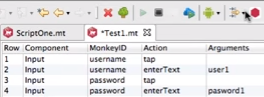 ScriptOne.mt *Test1.mt
Row Component MonkeyID Action Arguments
1 Input username tap
2 Input username enterText user1
3 Input password tap
4 Input password enterText pasword1